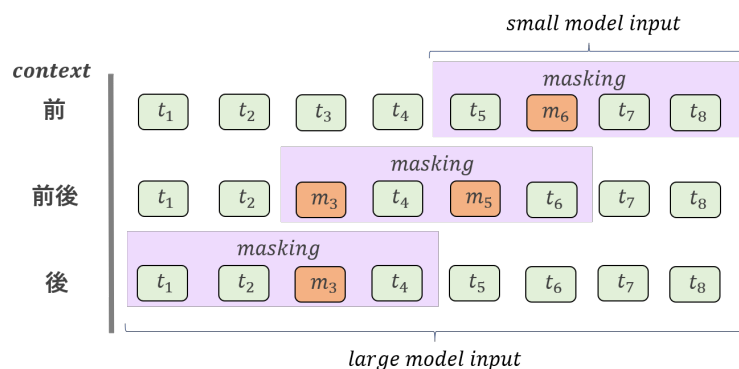 small model input
context
masking
前 t₁ t₂ t₃ t₄ t₅ m₆ t₇ t₈
masking
前後 t₁ t₂ m₃ t₄ m₅ t₆ t₇ t₈
masking
後 t₁ t₂ m₃ t₄ t₅ t₆ t₇ t₈
large model input